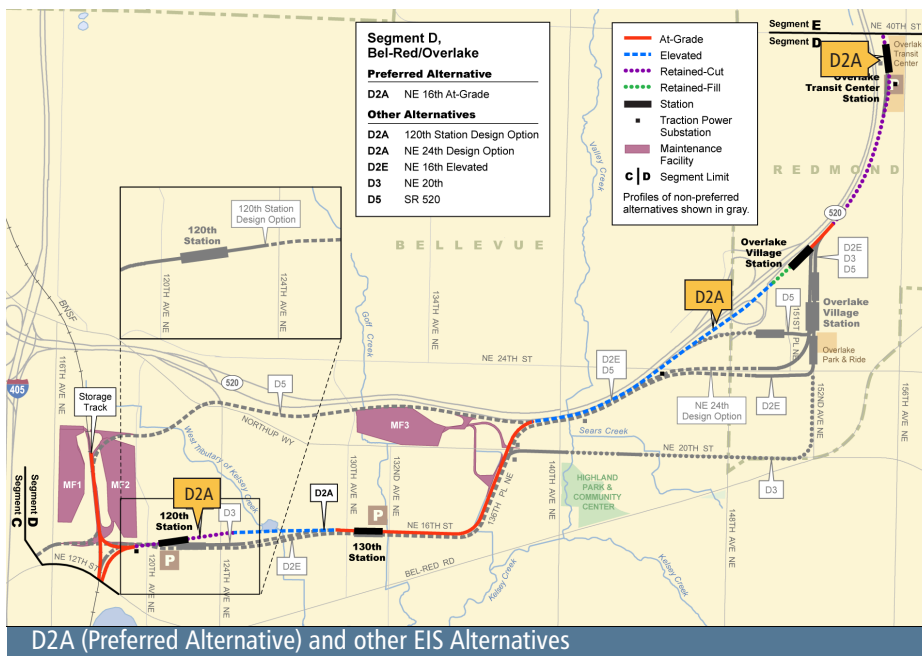 Segment E
NE 40TH ST
Segment D
Overlake
Transit
Center
D2A
Overlake
Transit Center
Station
P
Segment D,
Bel-Red/Overlake
Preferred Alternative
D2A NE 16th At-Grade
Other Alternatives
D2A 120th Station Design Option
D2A NE 24th Design Option
D2E NE 16th Elevated
D3 NE 20th
D5 SR 520
At-Grade
Elevated
Retained-Cut
Retained-Fill
Station
Traction Power
Substation
Maintenance
Facility
C|D Segment Limit
Profiles of non-preferred
alternatives shown in gray.
Valley Creek
REDMOND
BELLEVUE
120th Station
Design Option
120th
Station
120TH AVE NE
124TH AVE NE
Goff Creek
134TH AVE NE
520
Overlake
Village
Station
D2E
D3
D5
D2A
D5
151ST PL NE
Overlake
Village
Station
Overlake
Park & Ride
152ND AVE NE
156TH AVE NE
BNSF
116TH AVE NE
405
NE 24TH ST
D2E
D5
520
D5
NE 24th
Design Option
D2E
Storage
Track
NORTHUP WY
MF3
Sears Creek
NE 20TH ST
D3
West Tributary of Kelsey Creek
MF1
MF2
130TH AVE NE
132ND AVE NE
136TH PL NE
140TH AVE NE
HIGHLAND
PARK &
COMMUNITY
CENTER
148TH AVE NE
Segment D
Segment C
D2A
120th
Station
D3
D2A
P
NE 16TH ST
130th
Station
NE 12TH ST
P
120TH AVE NE
124TH AVE NE
D2E
BEL-RED RD
Kelsey Creek
Kelsey Creek
D2A (Preferred Alternative) and other EIS Alternatives